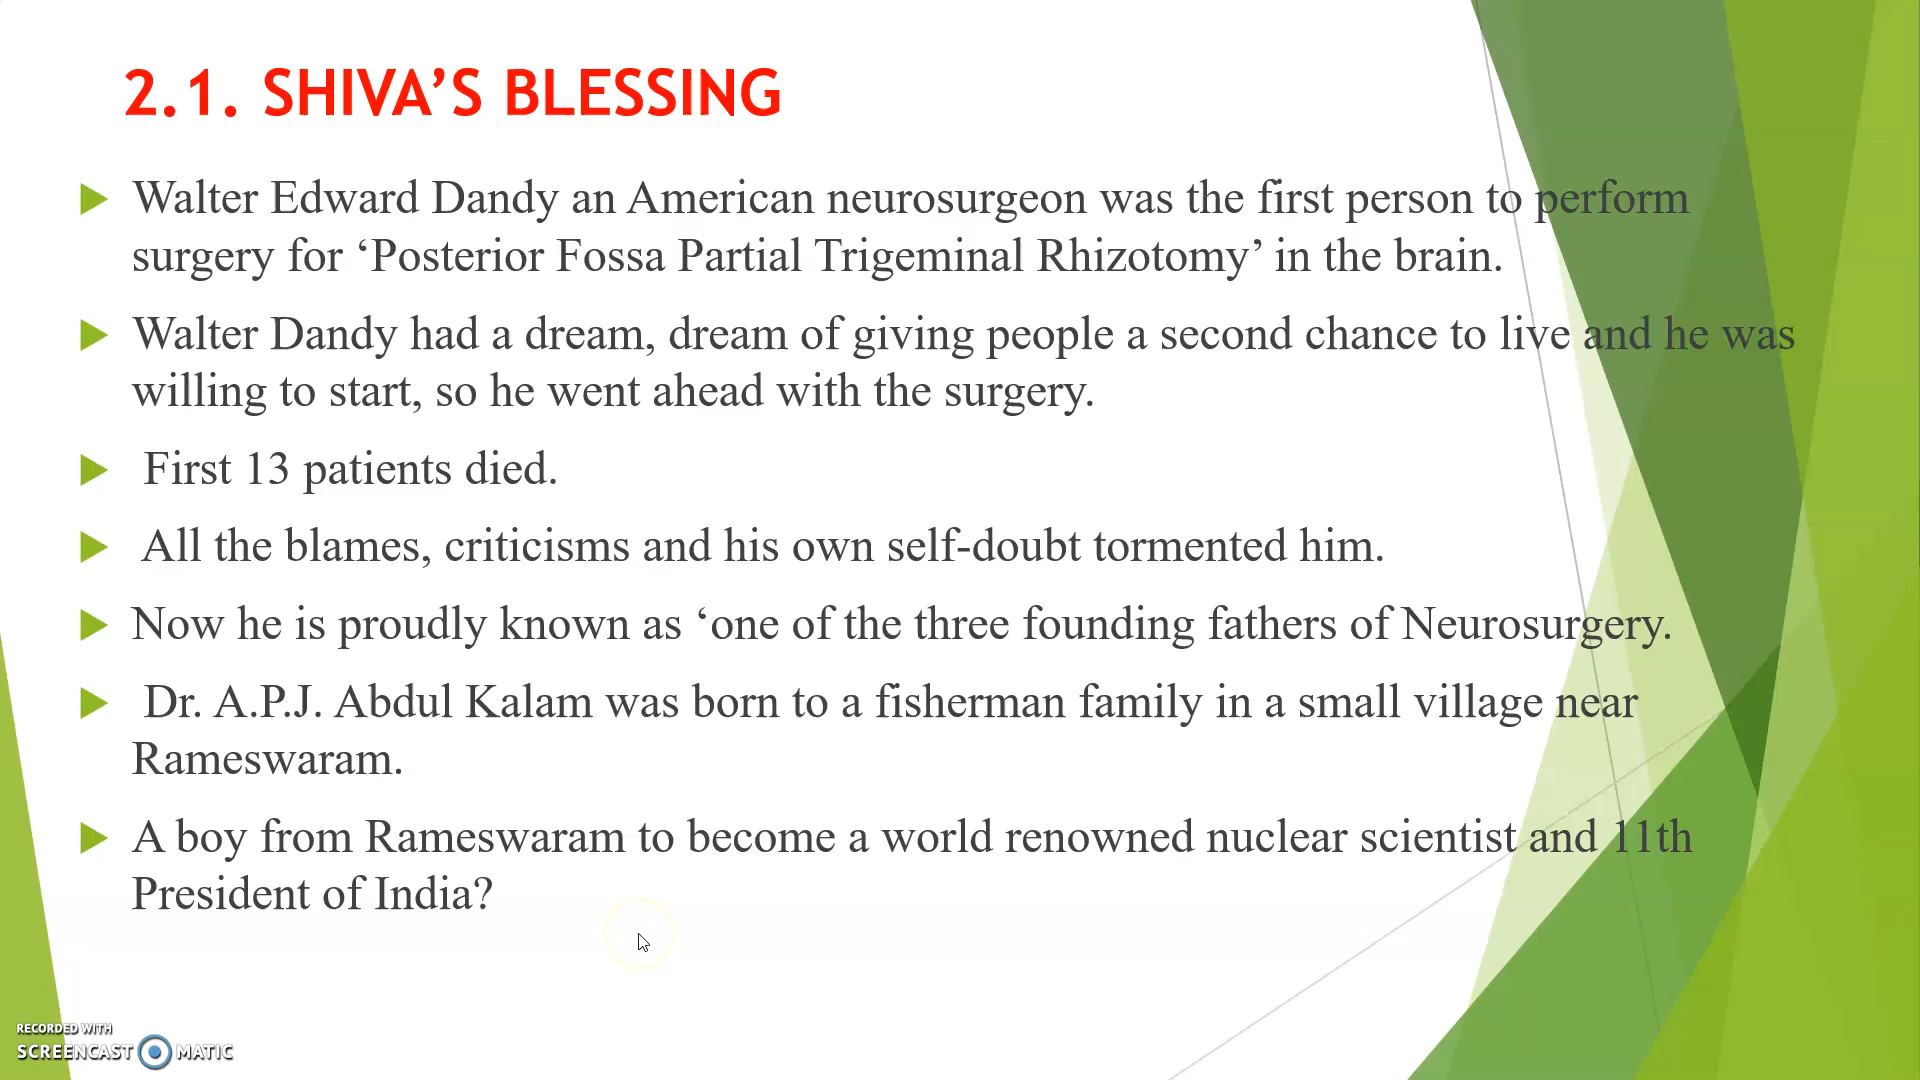 2.1. SHIVA’S BLESSING
Walter Edward Dandy an American neurosurgeon was the first person to perform
surgery for ‘Posterior Fossa Partial Trigeminal Rhizotomy’ in the brain.
Walter Dandy had a dream, dream of giving people a second chance to live and he was
willing to start, so he went ahead with the surgery.
First 13 patients died.
All the blames, criticisms and his own self-doubt tormented him.
Now he is proudly known as ‘one of the three founding fathers of Neurosurgery.
Dr. A.P.J. Abdul Kalam was born to a fisherman family in a small village near
Rameswaram.
A boy from Rameswaram to become a world renowned nuclear scientist and 11th
President of India?
RECORDED WITH
SCREENCAST MATIC